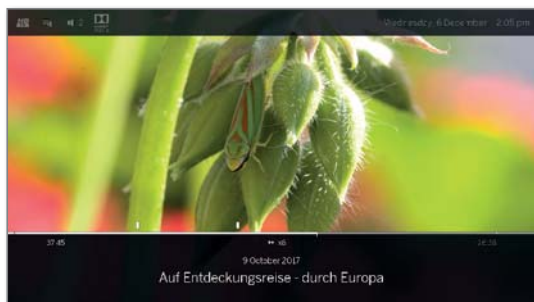 Wednesday, 6 December 2:05 pm
37:45 x6
9 October 2017
Auf Entdeckungsreise - durch Europa